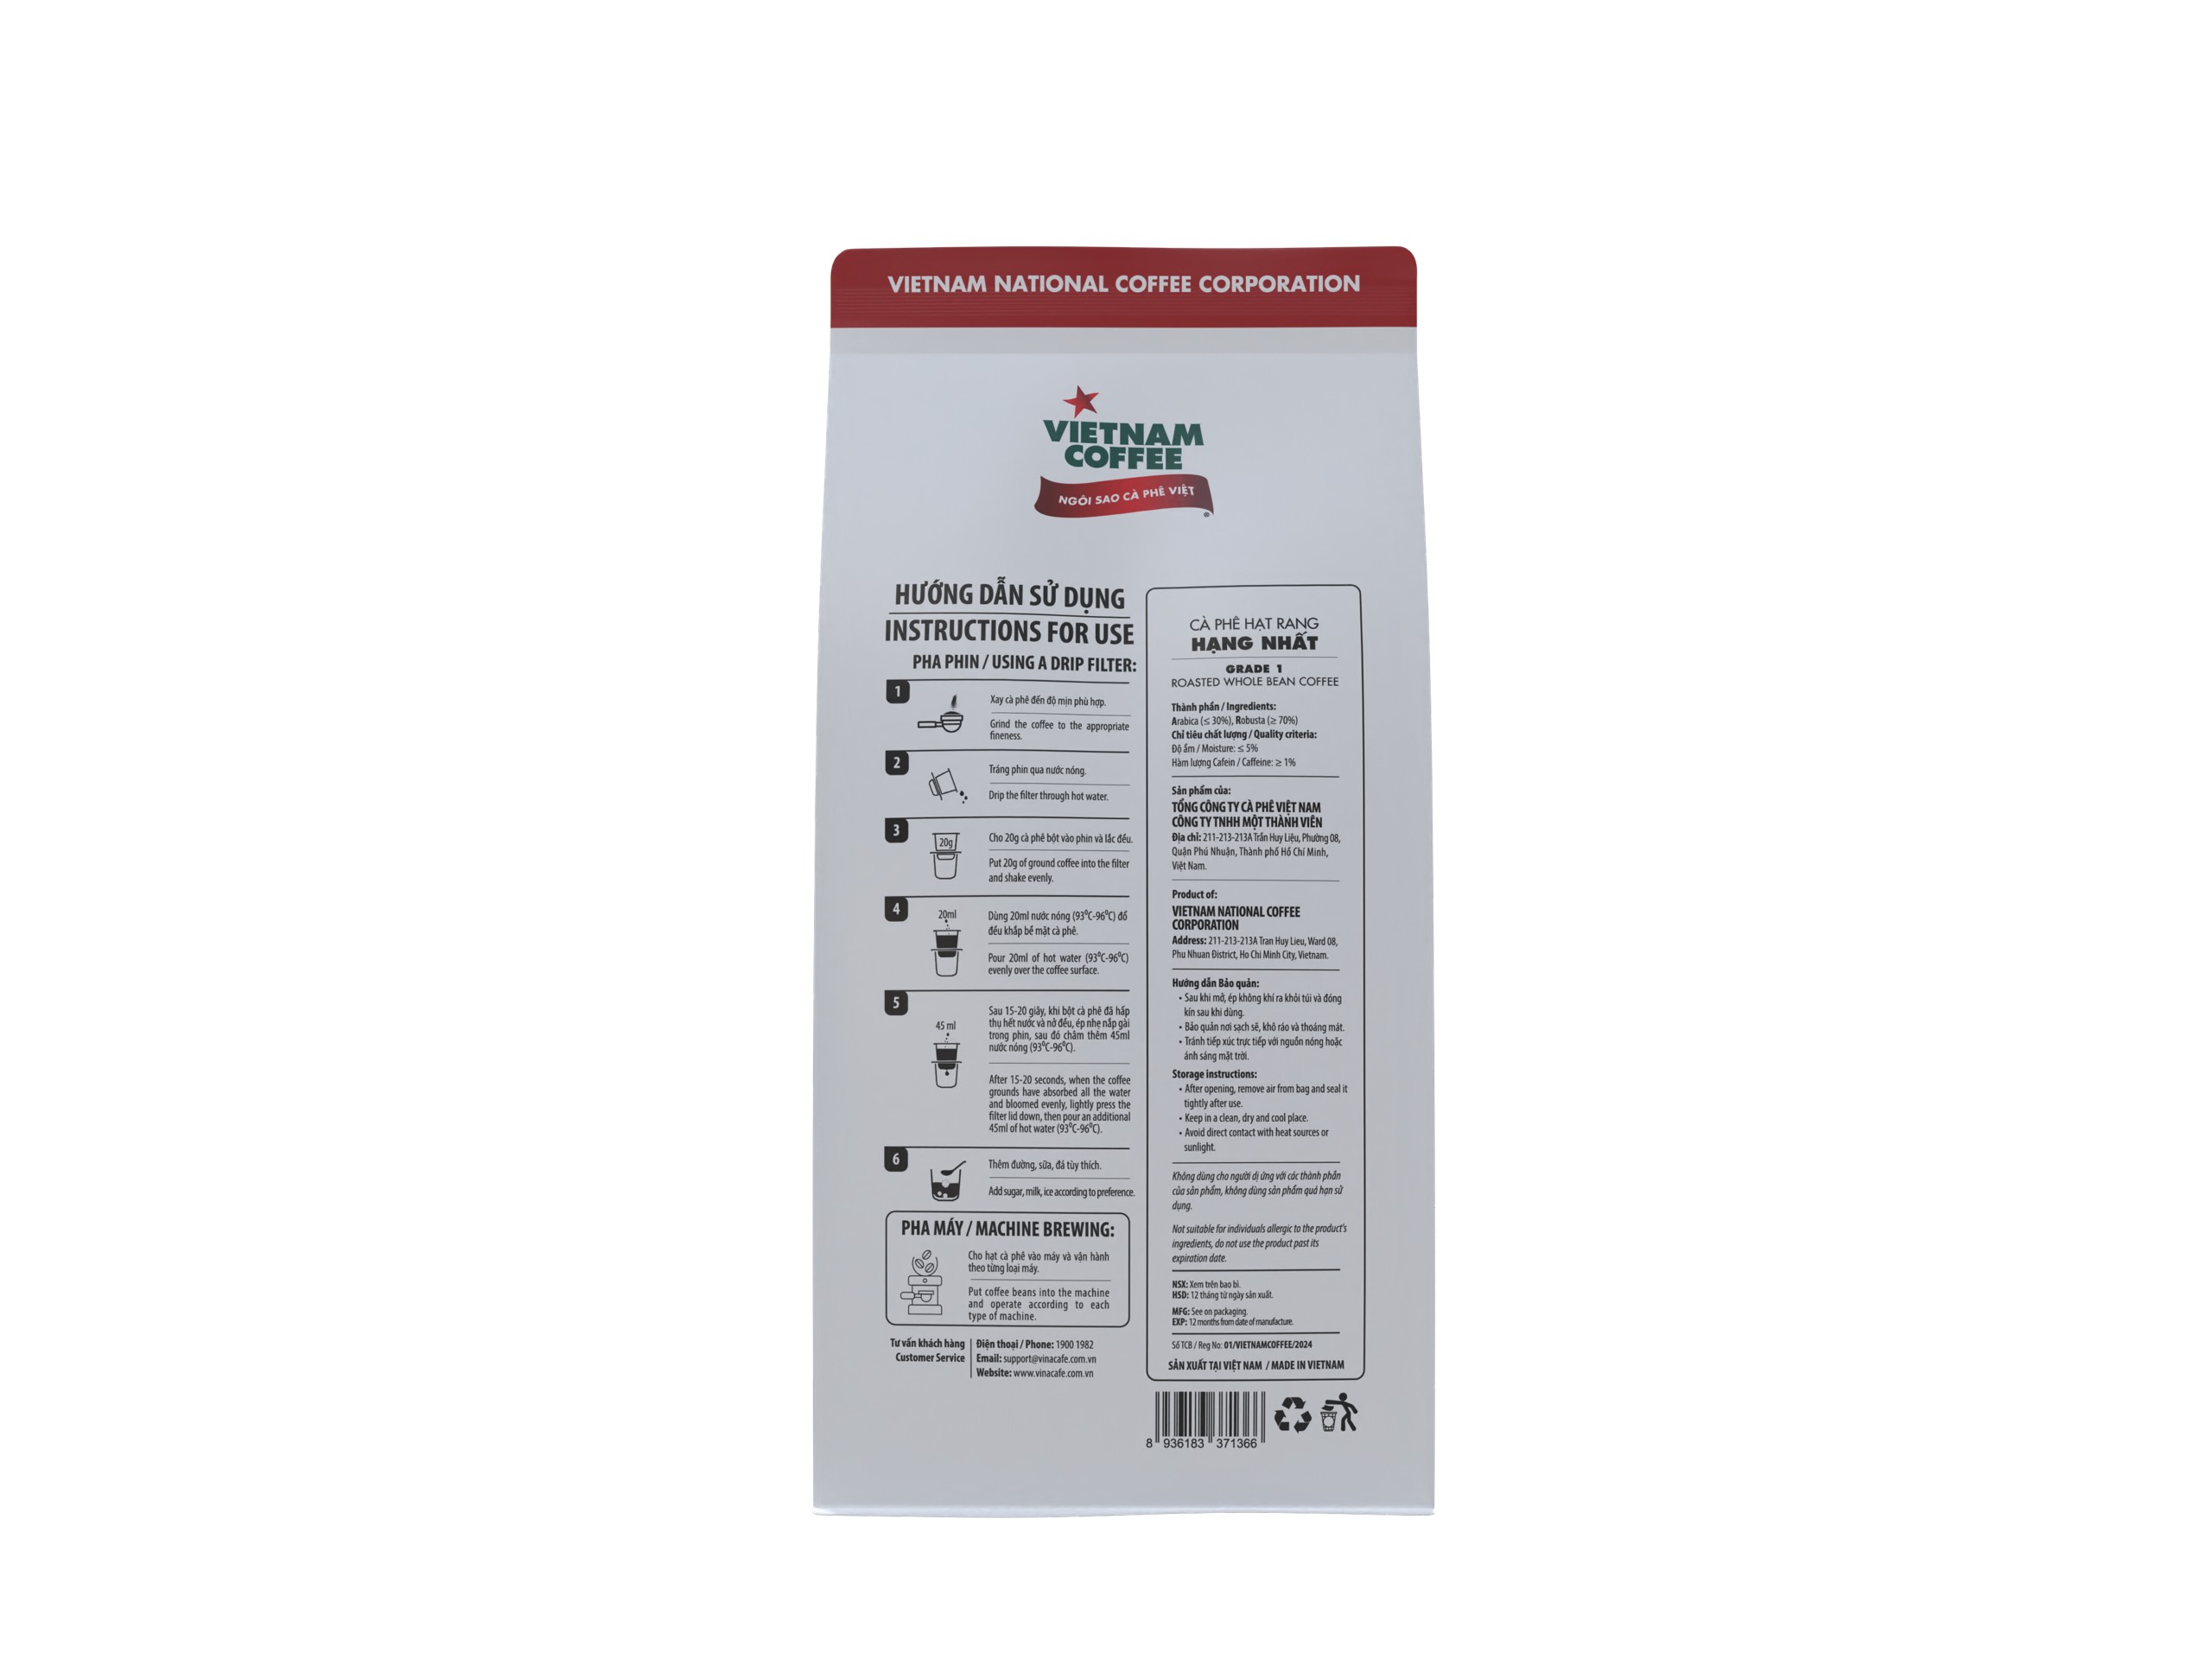 VIETNAM NATIONAL COFFEE CORPORATION
VIETNAM
COFFEE
NGÔI SAO CÀ PHÊ VIỆT
®
HƯỚNG DẪN SỬ DỤNG
INSTRUCTIONS FOR USE
PHA PHIN / USING A DRIP FILTER:
1
Xay cà phê đến độ mịn phù hợp.
Grind the coffee to the appropriate
fineness.
2
Tráng phin qua nước nóng.
Drip the filter through hot water.
3
20g
Cho 20g cà phê bột vào phin và lắc đều.
Put 20g of ground coffee into the filter
and shake evenly.
4
20ml
Dùng 20ml nước nóng (93⁰C-96⁰C) đổ
đều khắp bề mặt cà phê.
Pour 20ml of hot water (93⁰C-96⁰C)
evenly over the coffee surface.
5
45 ml
Sau 15-20 giây, khi bột cà phê đã hấp
thụ hết nước và nở đều, ép nhẹ nắp gài
trong phin, sau đó châm thêm 45ml
nước nóng (93⁰C-96⁰C).
After 15-20 seconds, when the coffee
grounds have absorbed all the water
and bloomed evenly, lightly press the
filter lid down, then pour an additional
45ml of hot water (93⁰C-96⁰C).
6
Thêm đường, sữa, đá tùy thích.
Add sugar, milk, ice according to preference.
PHA MÁY / MACHINE BREWING:
Cho hạt cà phê vào máy và vận hành
theo từng loại máy.
Put coffee beans into the machine
and operate according to each
type of machine.
Tư vấn khách hàng
Customer Service
Điện thoại / Phone: 1900 1982
Email: support@vinacafe.com.vn
Website: www.vinacafe.com.vn
CÀ PHÊ HẠT RANG
HẠNG NHẤT
GRADE 1
ROASTED WHOLE BEAN COFFEE
Thành phần / Ingredients:
Arabica (≤ 30%), Robusta (≥ 70%)
Chỉ tiêu chất lượng / Quality criteria:
Độ ẩm / Moisture: ≤ 5%
Hàm lượng Cafein / Caffeine: ≥ 1%
Sản phẩm của:
TỔNG CÔNG TY CÀ PHÊ VIỆT NAM
CÔNG TY TNHH MỘT THÀNH VIÊN
Địa chỉ: 211-213-213A Trần Huy Liệu, Phường 08,
Quận Phú Nhuận, Thành phố Hồ Chí Minh,
Việt Nam.
Product of:
VIETNAM NATIONAL COFFEE
CORPORATION
Address: 211-213-213A Tran Huy Lieu, Ward 08,
Phu Nhuan District, Ho Chi Minh City, Vietnam.
Hướng dẫn Bảo quản:
• Sau khi mở, ép không khí ra khỏi túi và đóng
kín sau khi dùng.
• Bảo quản nơi sạch sẽ, khô ráo và thoáng mát.
• Tránh tiếp xúc trực tiếp với nguồn nóng hoặc
ánh sáng mặt trời.
Storage instructions:
• After opening, remove air from bag and seal it
tightly after use.
• Keep in a clean, dry and cool place.
• Avoid direct contact with heat sources or
sunlight.
Không dùng cho người dị ứng với các thành phần
của sản phẩm, không dùng sản phẩm quá hạn sử
dụng.
Not suitable for individuals allergic to the product's
ingredients, do not use the product past its
expiration date.
NSX: Xem trên bao bì.
HSD: 12 tháng từ ngày sản xuất.
MFG: See on packaging.
EXP: 12 months from date of manufacture.
Số TCB / Reg No: 01/VIETNAMCOFFEE/2024
SẢN XUẤT TẠI VIỆT NAM / MADE IN VIETNAM
8 936183 371366